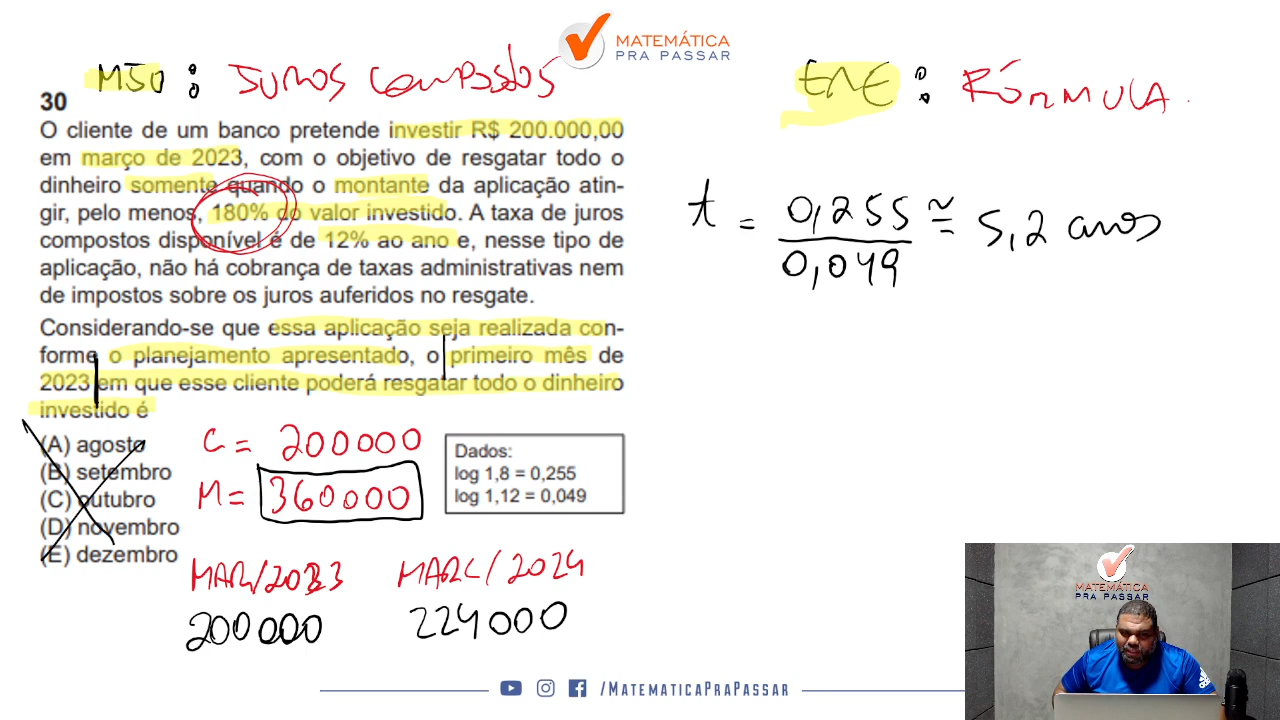 MATEMÁTICA
PRA PASSAR
MSD : JUROS COMPOSTOS
30
O cliente de um banco pretende investir R$ 200.000,00
em março de 2023, com o objetivo de resgatar todo o
dinheiro somente quando o montante da aplicação atin-
gir, pelo menos, 180% do valor investido. A taxa de juros
compostos disponível é de 12% ao ano e, nesse tipo de
aplicação, não há cobrança de taxas administrativas nem
de impostos sobre os juros auferidos no resgate.
Considerando-se que essa aplicação seja realizada con-
forme o planejamento apresentado, o primeiro mês de
2023 em que esse cliente poderá resgatar todo o dinheiro
investido é
(A) agosto
(B) setembro
(C) outubro
(D) novembro
(E) dezembro
C = 200000
M = 360000
Dados:
log 1,8 = 0,255
log 1,12 = 0,049
MAR/2023
200000
MARC/2024
224000
: FÓRMULA.
t = 0,255 ≅ 5,2 anos
0,049
MATEMÁTICA
PRA PASSAR
/MATEMATICAPRAPASSAR